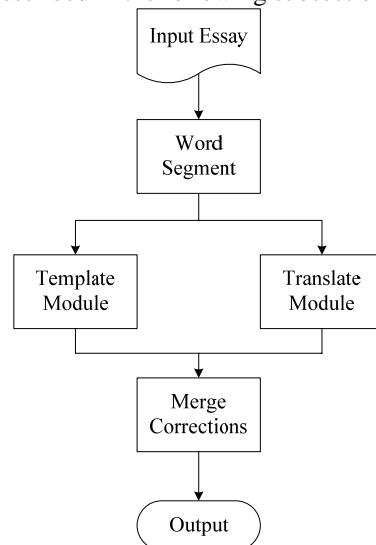 Input Essay
Word
Segment
Template
Module
Translate
Module
Merge
Corrections
Output